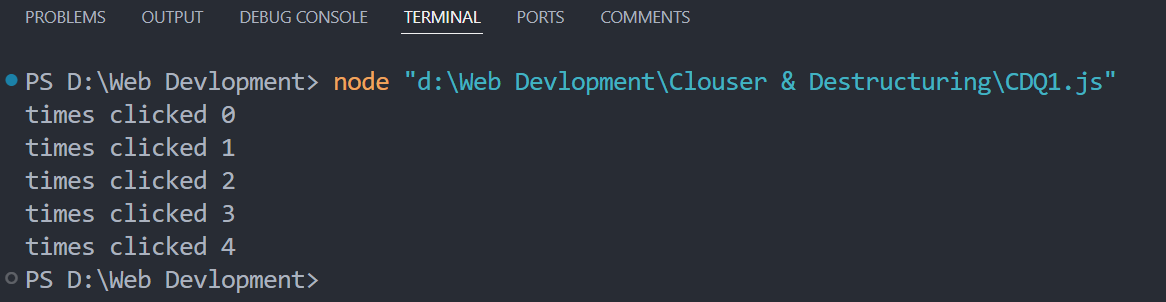 PROBLEMS OUTPUT DEBUG CONSOLE TERMINAL PORTS COMMENTS
PS D:\Web Devlopment> node "d:\Web Devlopment\Clouser & Destructuring\CDQ1.js"
times clicked 0
times clicked 1
times clicked 2
times clicked 3
times clicked 4
PS D:\Web Devlopment>